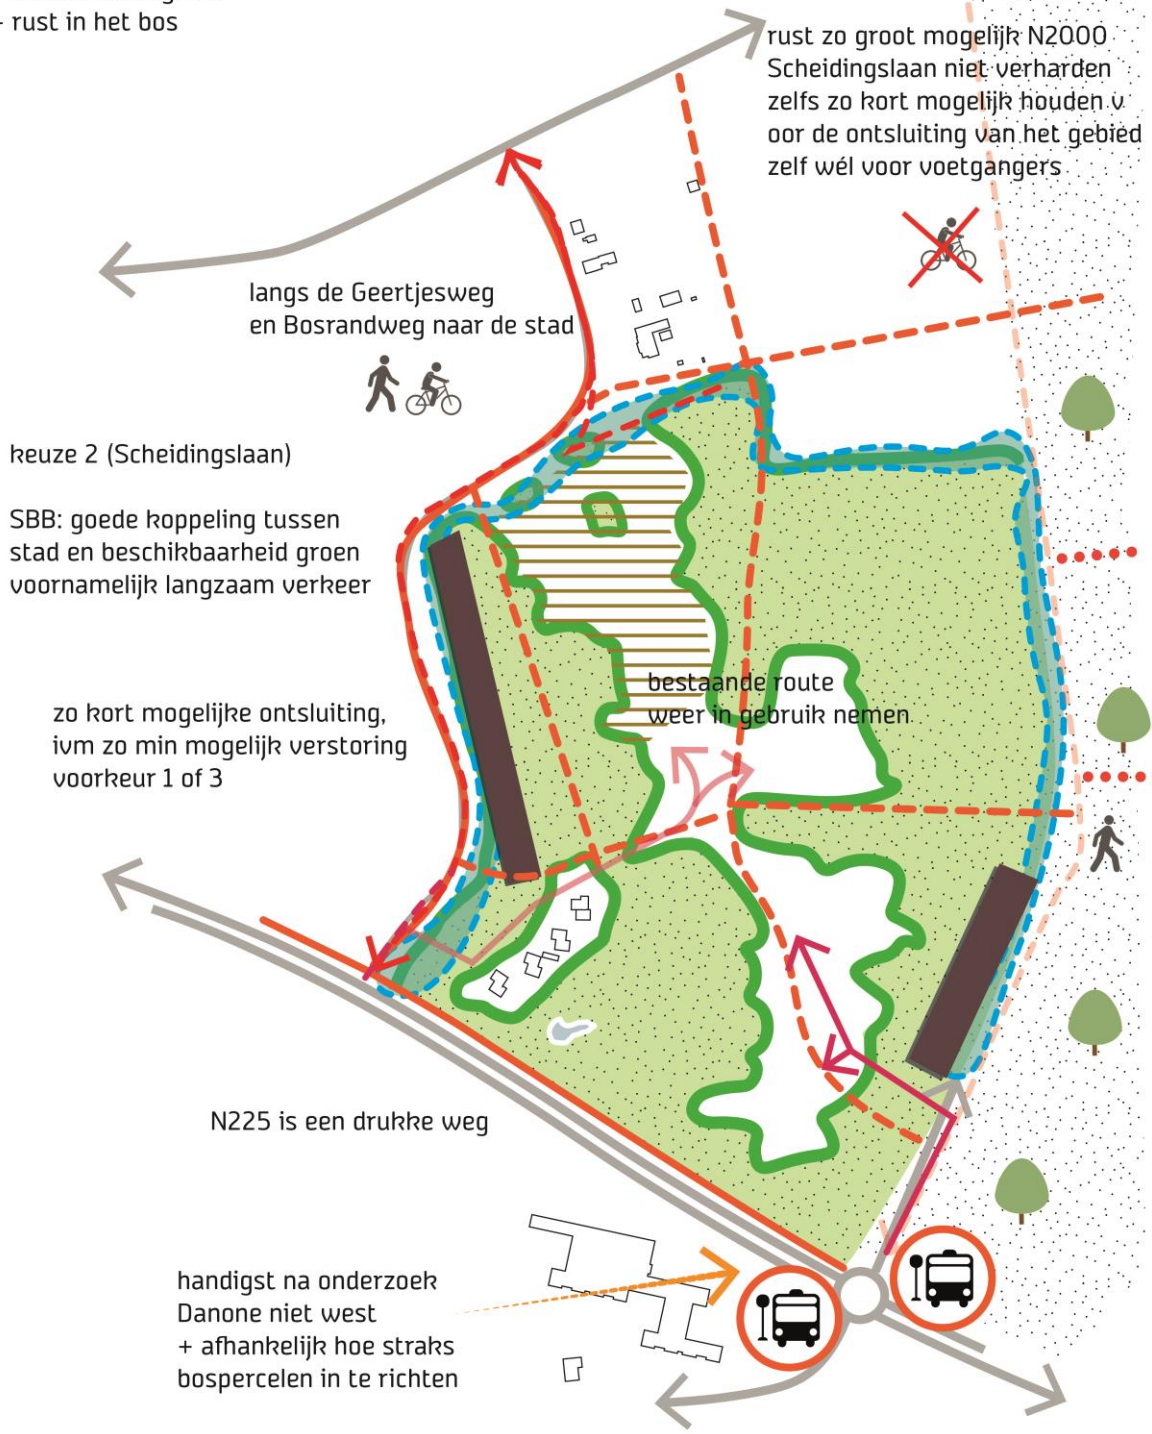 - rust in het bos
rust zo groot mogelijk N2000
Scheidingslaan niet verharden
zelfs zo kort mogelijk houden v
oor de ontsluiting van het gebied
zelf wél voor voetgangers
langs de Geertjesweg
en Bosrandweg naar de stad
keuze 2 (Scheidingslaan)
SBB: goede koppeling tussen
stad en beschikbaarheid groen
voornamelijk langzaam verkeer
bestaande route
weer in gebruik nemen
zo kort mogelijke ontsluiting,
ivm zo min mogelijk verstoring
voorkeur 1 of 3
N225 is een drukke weg
handigst na onderzoek
Danone niet west
+ afhankelijk hoe straks
bospercelen in te richten